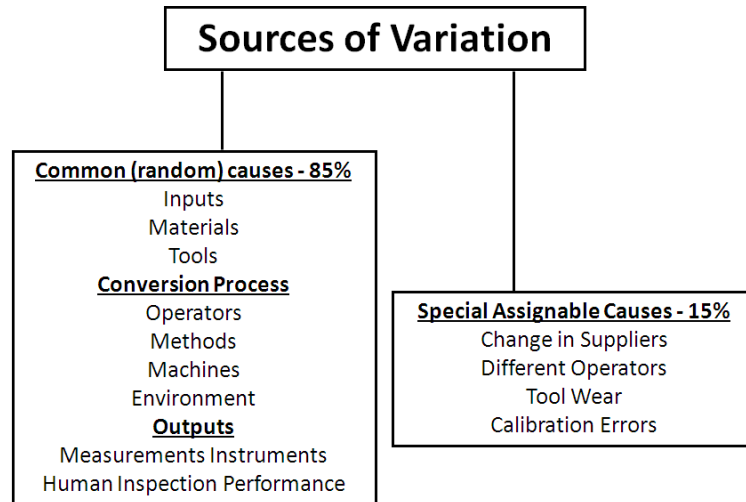 Sources of Variation
Common (random) causes - 85%
Inputs
Materials
Tools
Conversion Process
Operators
Methods
Machines
Environment
Outputs
Measurements Instruments
Human Inspection Performance
Special Assignable Causes - 15%
Change in Suppliers
Different Operators
Tool Wear
Calibration Errors